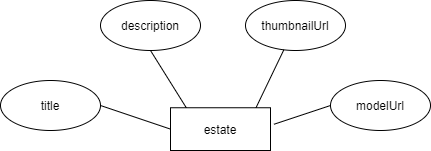 description
thumbnailUrl
title
modelUrl
estate